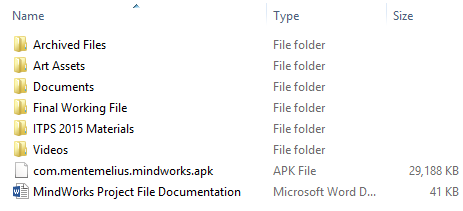 Name Type Size
Archived Files File folder
Art Assets File folder
Documents File folder
Final Working File File folder
ITPS 2015 Materials File folder
Videos File folder
com.mentemelius.mindworks.apk APK File 29,188 KB
MindWorks Project File Documentation Microsoft Word D... 41 KB